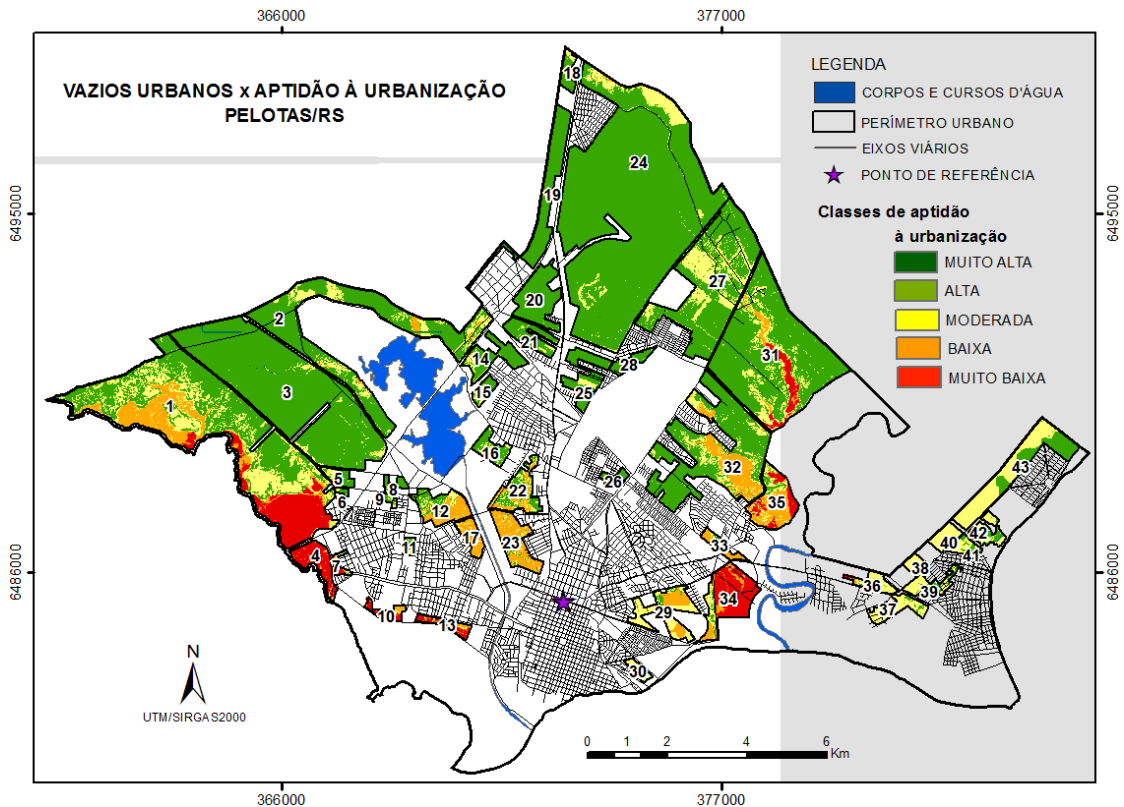 366000
377000
VAZIOS URBANOS x APTIDÃO À URBANIZAÇÃO
PELOTAS/RS
LEGENDA
CORPOS E CURSOS D'ÁGUA
PERÍMETRO URBANO
EIXOS VIÁRIOS
PONTO DE REFERÊNCIA
Classes de aptidão
à urbanização
MUITO ALTA
ALTA
MODERADA
BAIXA
MUITO BAIXA
6495000
6495000
18
24
19
27
20
2
21
31
14
28
3
15
25
1
16
32
43
5
8
26
22
6
9
12
35
42
17
33
40
41
11
23
4
7
38
36
39
34
10
29
37
13
30
6486000
6486000
N
UTM/SIRGAS2000
0 1 2 4 6
Km
366000
377000